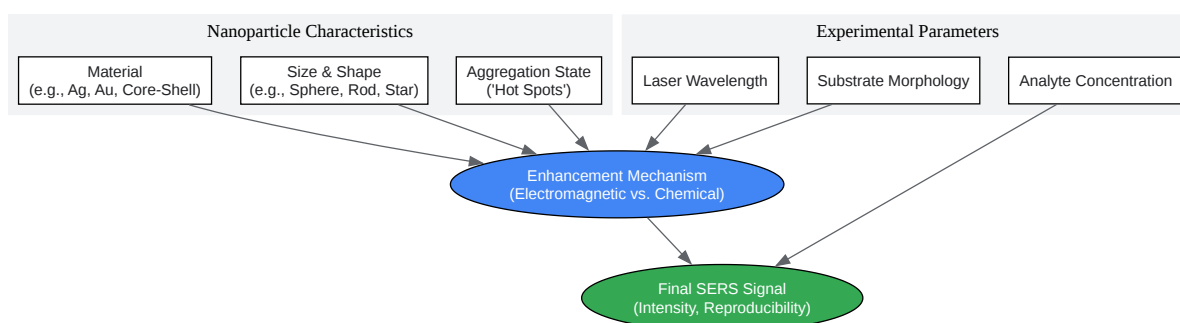 Nanoparticle Characteristics
Experimental Parameters
Material
(e.g., Ag, Au, Core-Shell)
Size & Shape
(e.g., Sphere, Rod, Star)
Aggregation State
('Hot Spots')
Laser Wavelength
Substrate Morphology
Analyte Concentration
Enhancement Mechanism
(Electromagnetic vs. Chemical)
Final SERS Signal
(Intensity, Reproducibility)